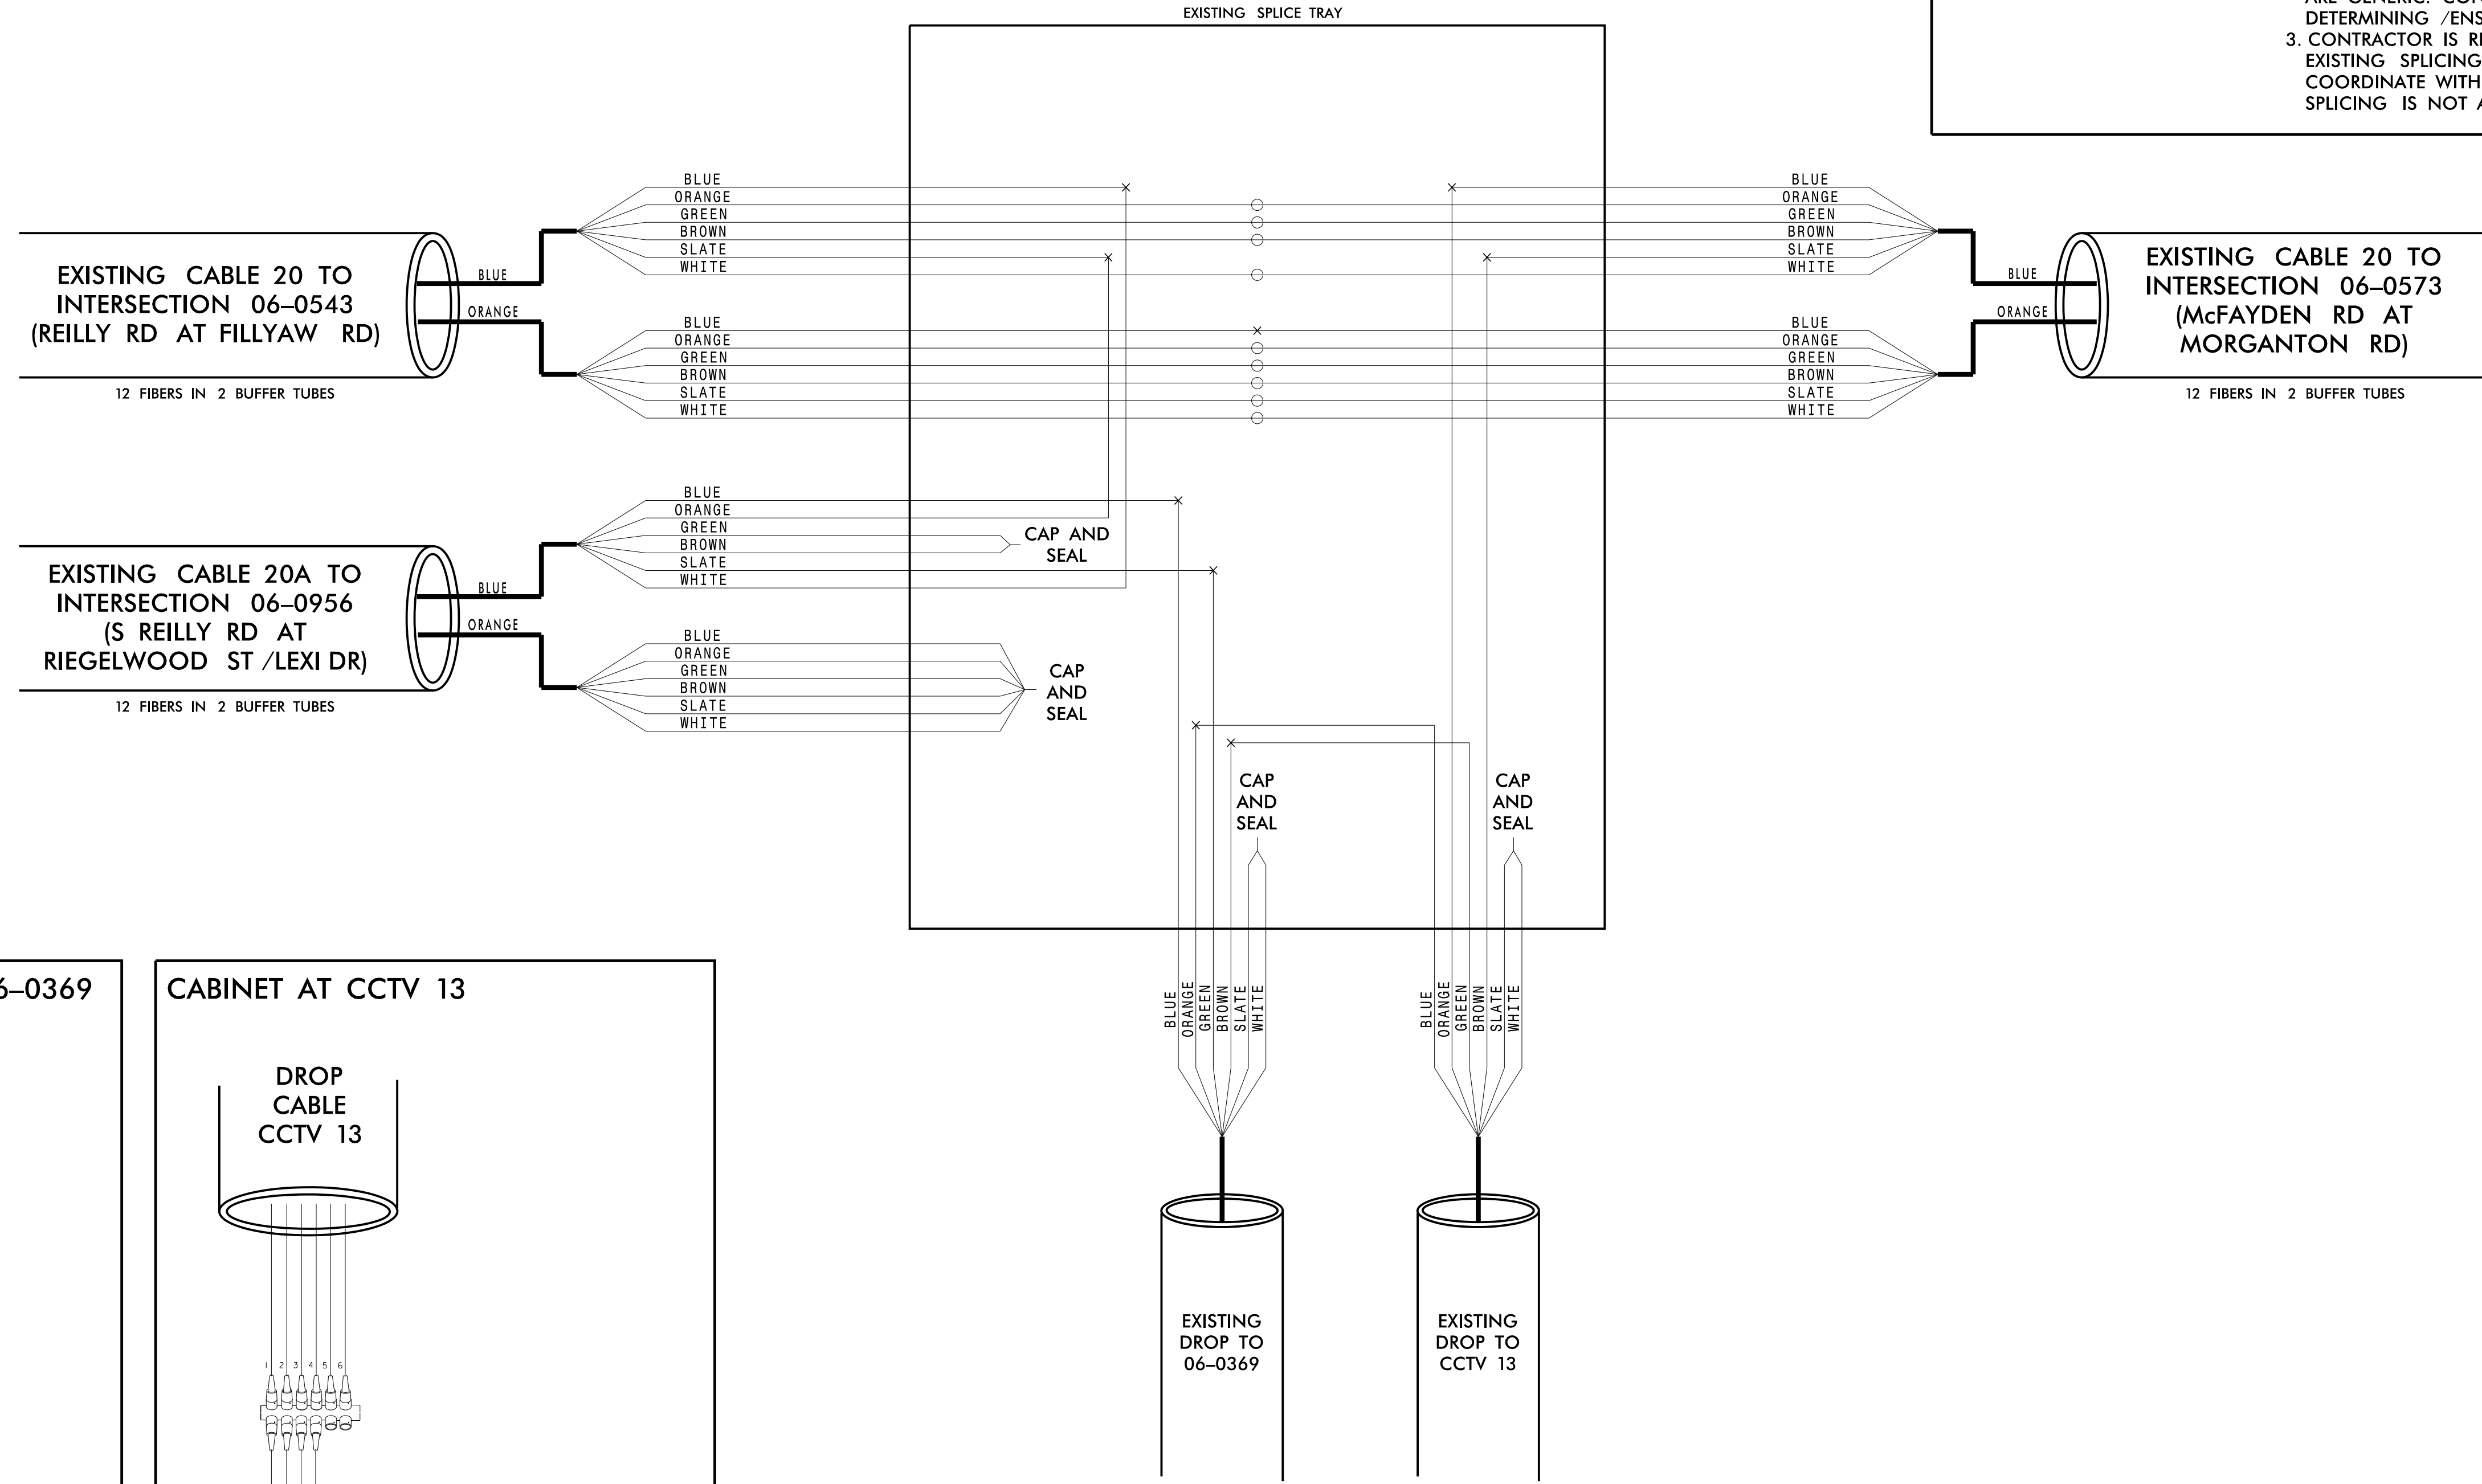 EXISTING SPLICE TRAY
DETERMINING /ENS
3. CONTRACTOR IS
EXISTING SPLICING
COORDINATE WITH
SPLICING IS NOT
BLUE
ORANGE
GREEN
BROWN
SLATE
WHITE
BLUE
ORANGE
GREEN
BROWN
SLATE
WHITE
EXISTING CABLE 20 TO
INTERSECTION 06–0543
(REILLY RD AT FILLYAW RD)
BLUE
ORANGE
12 FIBERS IN 2 BUFFER TUBES
BLUE
ORANGE
GREEN
BROWN
SLATE
WHITE
BLUE
ORANGE
GREEN
BROWN
SLATE
WHITE
BLUE
ORANGE
EXISTING CABLE 20 TO
INTERSECTION 06–0573
(McFAYDEN RD AT
MORGANTON RD)
12 FIBERS IN 2 BUFFER TUBES
BLUE
ORANGE
GREEN
BROWN
SLATE
WHITE
CAP AND
SEAL
EXISTING CABLE 20A TO
INTERSECTION 06–0956
(S REILLY RD AT
RIEGELWOOD ST /LEXI DR)
BLUE
ORANGE
12 FIBERS IN 2 BUFFER TUBES
BLUE
ORANGE
GREEN
BROWN
SLATE
WHITE
CAP
AND
SEAL
CAP
AND
SEAL
CAP
AND
SEAL
BLUE
ORANGE
GREEN
BROWN
SLATE
WHITE
BLUE
ORANGE
GREEN
BROWN
SLATE
WHITE
6–0369
CABINET AT CCTV 13
DROP
CABLE
CCTV 13
1 2 3 4 5 6
EXISTING
DROP TO
06–0369
EXISTING
DROP TO
CCTV 13